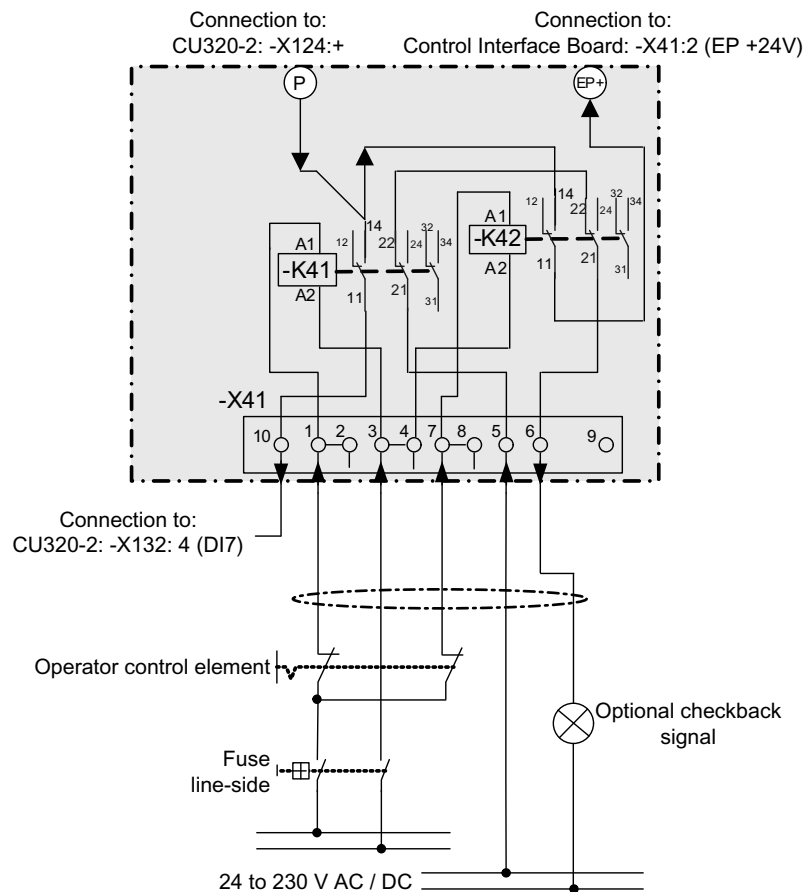 Connection to:
CU320-2: -X124:+
Connection to:
Control Interface Board: -X41:2 (EP +24V)
P
EP+
14
12
22
24
32
34
A1
-K41
A2
11
21
31
14
12
22
24
32
34
A1
-K42
A2
11
21
31
-X41
10 1 2 3 4 7 8 5 6 9
Connection to:
CU320-2: -X132: 4 (DI7)
Operator control element
Optional checkback
signal
Fuse
line-side
24 to 230 V AC / DC